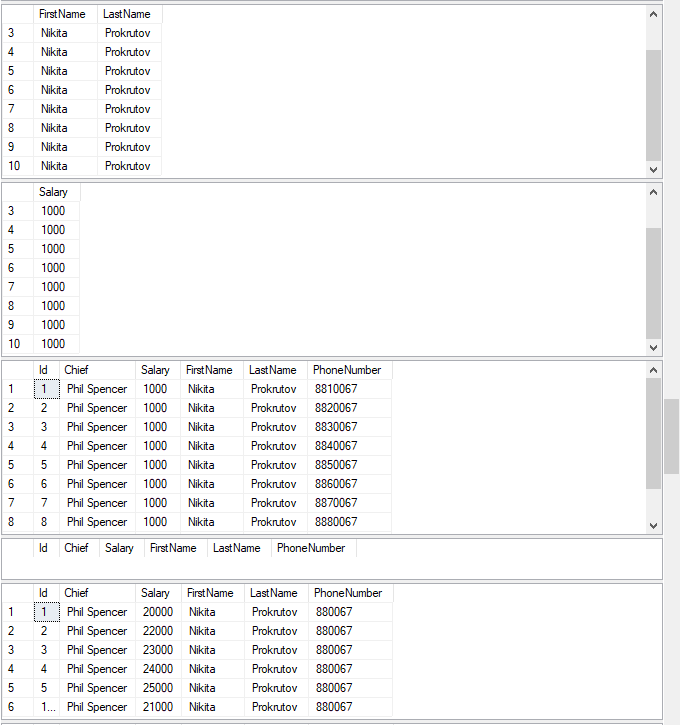 FirstName LastName
3 Nikita Prokrutov
4 Nikita Prokrutov
5 Nikita Prokrutov
6 Nikita Prokrutov
7 Nikita Prokrutov
8 Nikita Prokrutov
9 Nikita Prokrutov
10 Nikita Prokrutov
Salary
3 1000
4 1000
5 1000
6 1000
7 1000
8 1000
9 1000
10 1000
Id Chief Salary FirstName LastName PhoneNumber
1 1 Phil Spencer 1000 Nikita Prokrutov 8810067
2 2 Phil Spencer 1000 Nikita Prokrutov 8820067
3 3 Phil Spencer 1000 Nikita Prokrutov 8830067
4 4 Phil Spencer 1000 Nikita Prokrutov 8840067
5 5 Phil Spencer 1000 Nikita Prokrutov 8850067
6 6 Phil Spencer 1000 Nikita Prokrutov 8860067
7 7 Phil Spencer 1000 Nikita Prokrutov 8870067
8 8 Phil Spencer 1000 Nikita Prokrutov 8880067
Id Chief Salary FirstName LastName PhoneNumber
Id Chief Salary FirstName LastName PhoneNumber
1 1 Phil Spencer 20000 Nikita Prokrutov 880067
2 2 Phil Spencer 22000 Nikita Prokrutov 880067
3 3 Phil Spencer 23000 Nikita Prokrutov 880067
4 4 Phil Spencer 24000 Nikita Prokrutov 880067
5 5 Phil Spencer 25000 Nikita Prokrutov 880067
6 1... Phil Spencer 21000 Nikita Prokrutov 880067